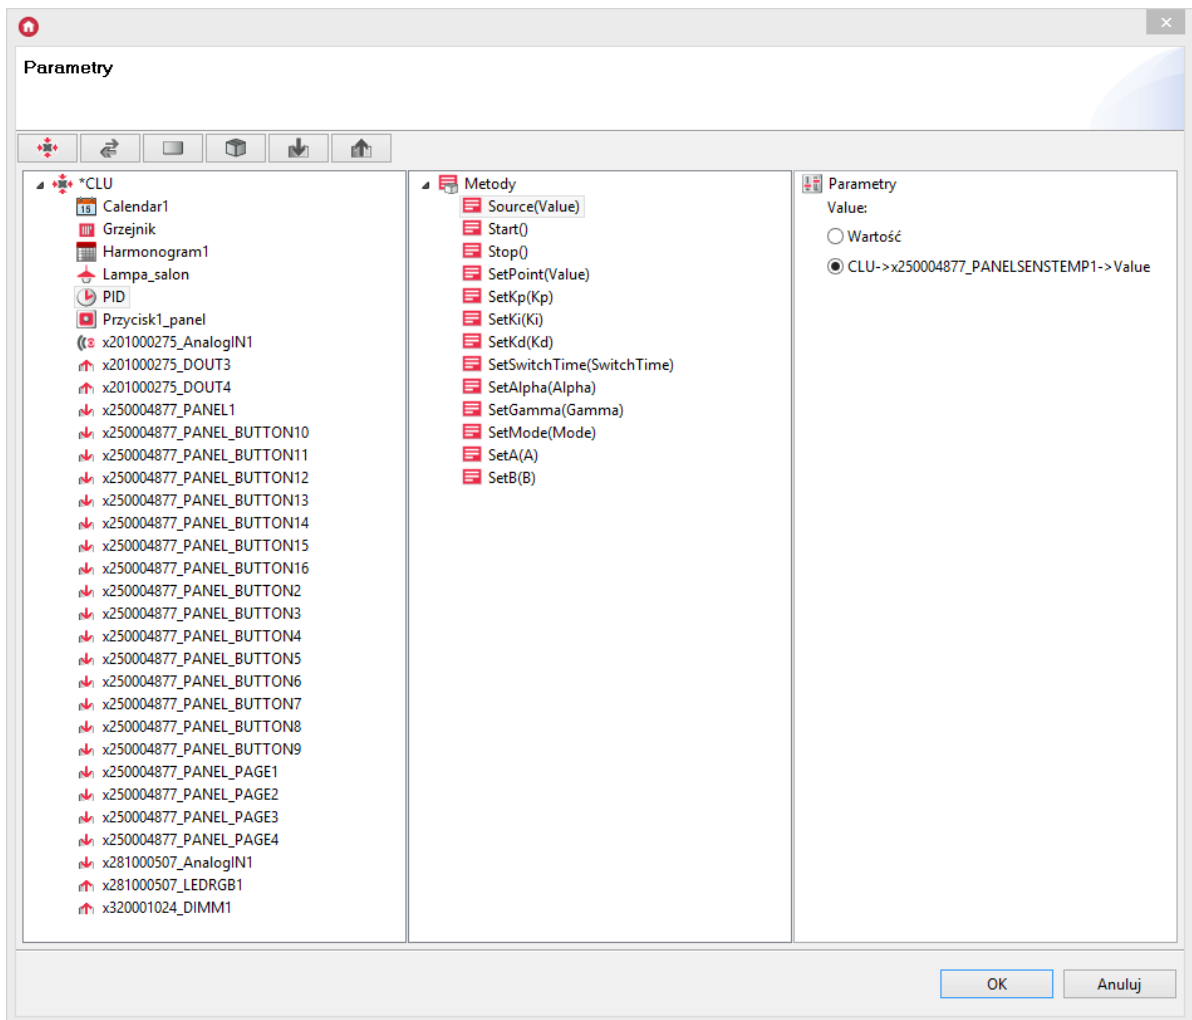 Parametry
*CLU
15 Calendar1
Grzejnik
Harmonogram1
Lampa_salon
PID
Przycisk1_panel
x201000275_AnalogIN1
x201000275_DOUT3
x201000275_DOUT4
x250004877_PANEL1
x250004877_PANEL_BUTTON10
x250004877_PANEL_BUTTON11
x250004877_PANEL_BUTTON12
x250004877_PANEL_BUTTON13
x250004877_PANEL_BUTTON14
x250004877_PANEL_BUTTON15
x250004877_PANEL_BUTTON16
x250004877_PANEL_BUTTON2
x250004877_PANEL_BUTTON3
x250004877_PANEL_BUTTON4
x250004877_PANEL_BUTTON5
x250004877_PANEL_BUTTON6
x250004877_PANEL_BUTTON7
x250004877_PANEL_BUTTON8
x250004877_PANEL_BUTTON9
x250004877_PANEL_PAGE1
x250004877_PANEL_PAGE2
x250004877_PANEL_PAGE3
x250004877_PANEL_PAGE4
x281000507_AnalogIN1
x281000507_LEDRGB1
x320001024_DIMM1
Metody
Source(Value)
Start()
Stop()
SetPoint(Value)
SetKp(Kp)
SetKi(Ki)
SetKd(Kd)
SetSwitchTime(SwitchTime)
SetAlpha(Alpha)
SetGamma(Gamma)
SetMode(Mode)
SetA(A)
SetB(B)
Parametry
Value:
Wartość
CLU->x250004877_PANELSENSTEMP1->Value
OK
Anuluj